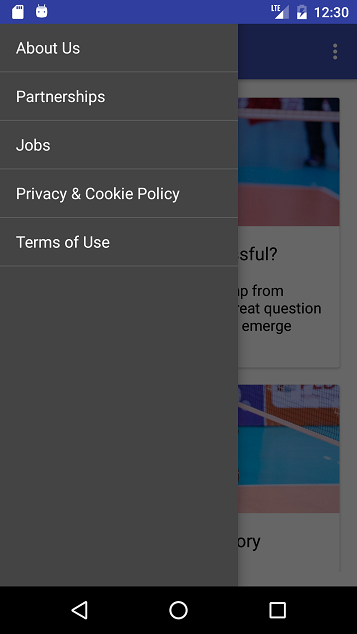 LTE 12:30
About Us
Partnerships
Jobs
Privacy & Cookie Policy
Terms of Use
sful?
p from
reat question
emerge
ory